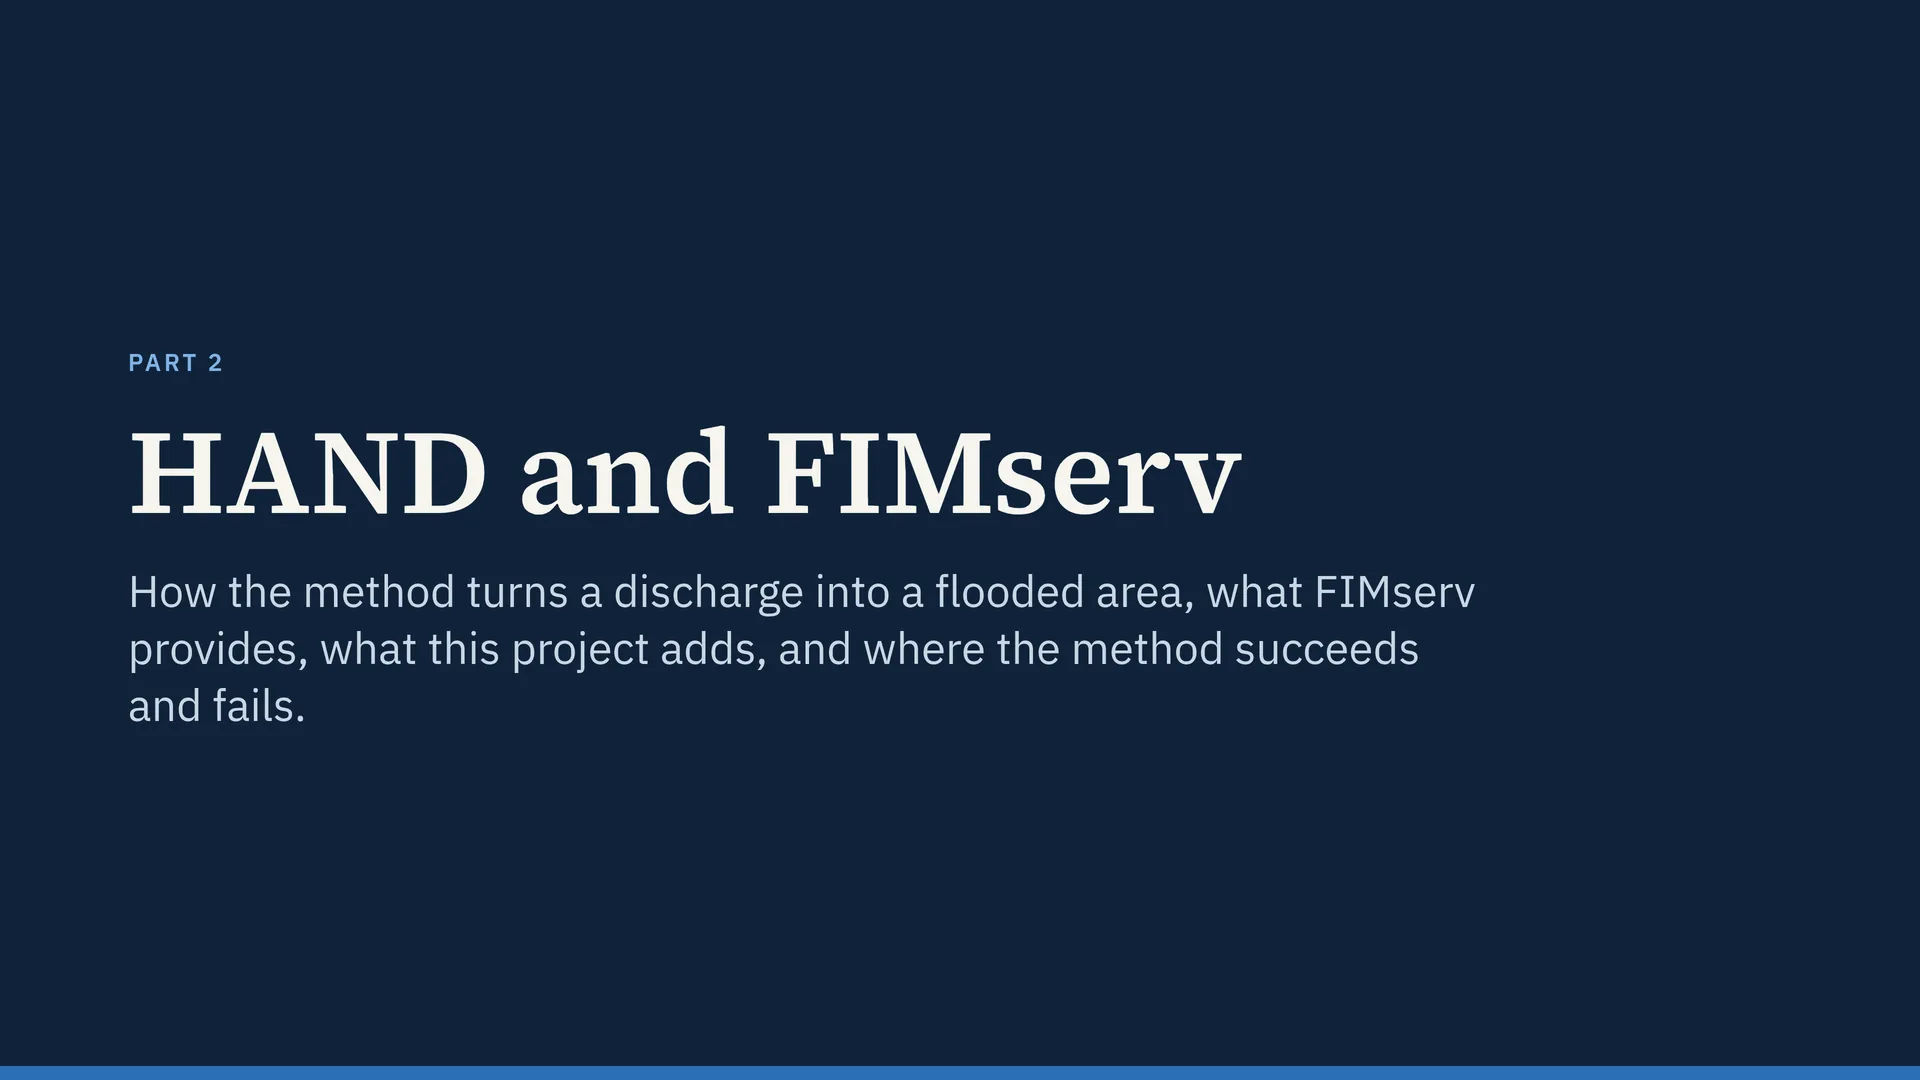 PART 2
HAND and FIMserv
How the method turns a discharge into a flooded area, what FIMserv
provides, what this project adds, and where the method succeeds
and fails.